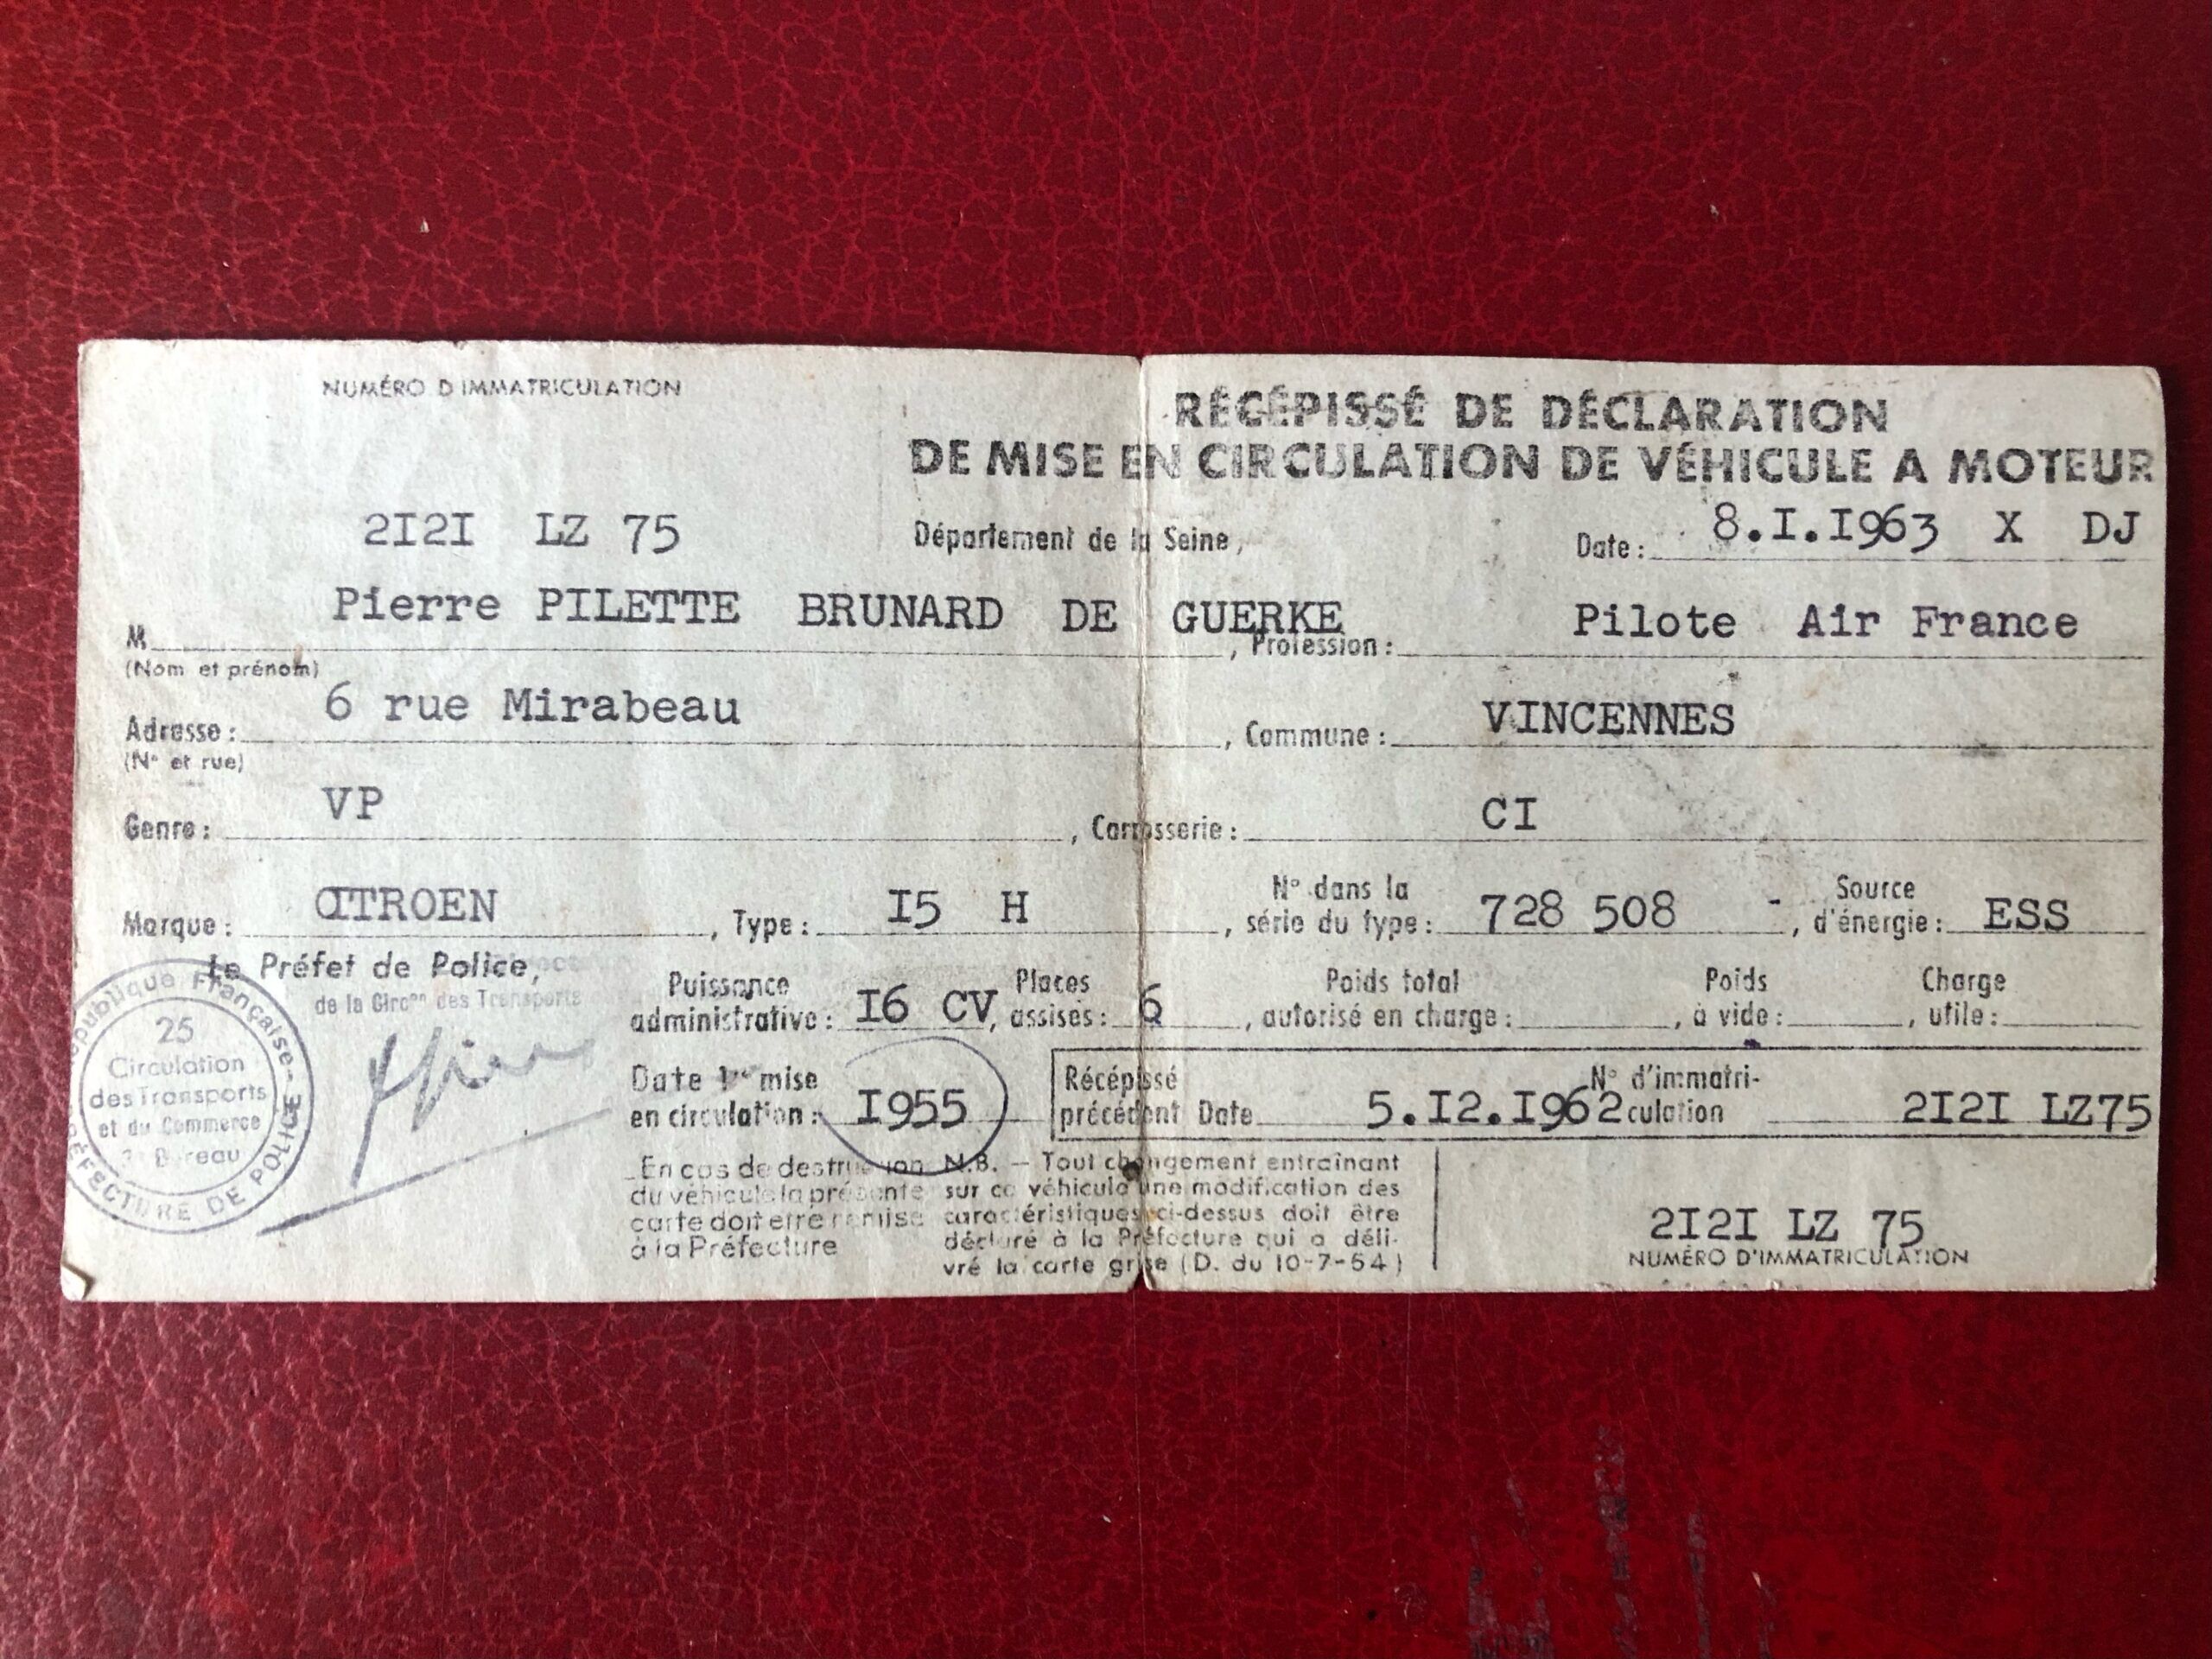 NUMÉRO D'IMMATRICULATION
RÉCÉPISSÉ DE DÉCLARATION
DE MISE EN CIRCULATION DE VÉHICULE A MOTEUR
2I2I LZ 75 Département de la Seine, Date : 8.I.I963 X DJ
M Pierre PILETTE BRUNARD DE GUERKE, Profession : Pilote Air France
(Nom et prénom)
Adresse : 6 rue Mirabeau, Commune : VINCENNES
(N° et rue)
Genre : VP, Carrosserie : CI
Marque : CITROEN, Type : I5 H, N° dans la série du type : 728 508 -, Source d'énergie : ESS
Le Préfet de Police,
de la Circon des Transports
Puissance administrative : I6 CV, Places assises : 6, Poids total autorisé en charge :, Poids à vide :, Charge utile :
République Française - PRÉFECTURE DE POLICE
25
Circulation
des Transports
et du Commerce
Bureau
Date 1re mise en circulation : I955
Récépissé précédent Date 5.I2.I962 N° d'immatriculation 2I2I LZ75
En cas de destruction
du véhicule la présente
carte doit etre remise
à la Préfecture
N.B. — Tout changement entraînant
sur ce véhicule une modification des
caractéristiques ci-dessus doit être
déclaré à la Préfecture qui a déli-
vré la carte grise (D. du 10-7-54)
2I2I LZ 75
NUMÉRO D'IMMATRICULATION